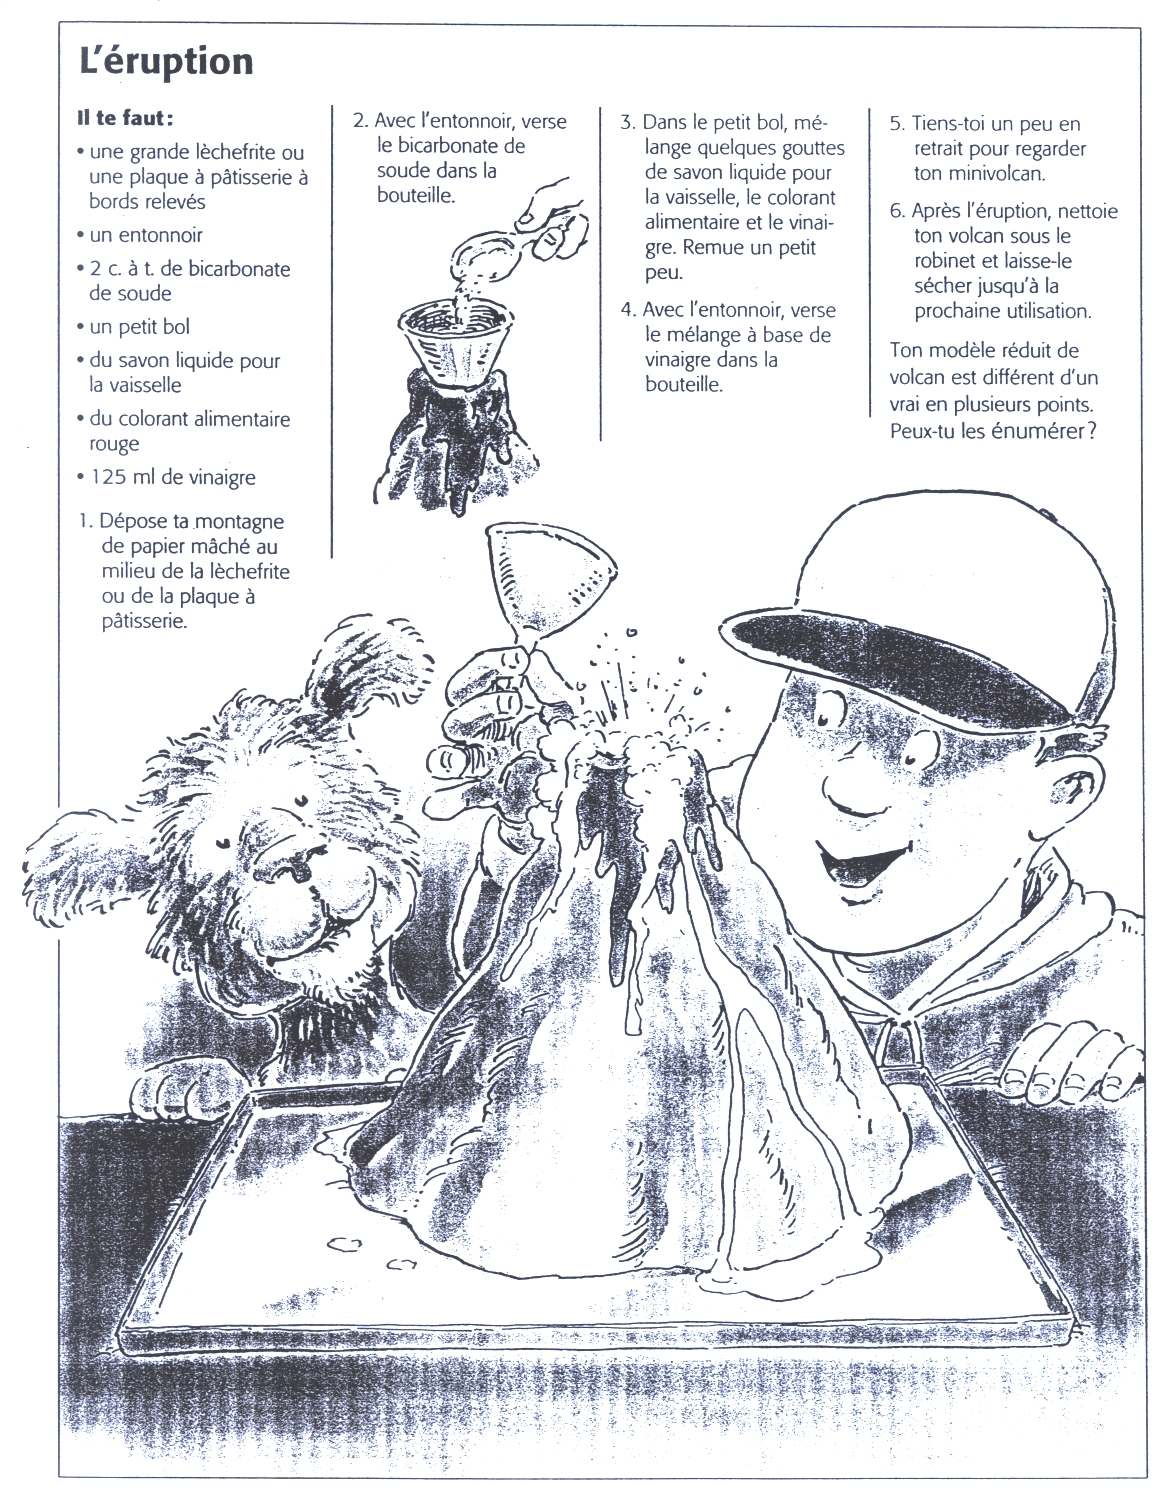 L'éruption
Il te faut :
• une grande lèchefrite ou
une plaque à pâtisserie à
bords relevés
• un entonnoir
• 2 c. à t. de bicarbonate
de soude
• un petit bol
• du savon liquide pour
la vaisselle
• du colorant alimentaire
rouge
• 125 ml de vinaigre
1. Dépose ta montagne
de papier mâché au
milieu de la lèchefrite
ou de la plaque à
pâtisserie.
2. Avec l'entonnoir, verse
le bicarbonate de
soude dans la
bouteille.
3. Dans le petit bol, mé-
lange quelques gouttes
de savon liquide pour
la vaisselle, le colorant
alimentaire et le vinai-
gre. Remue un petit
peu.
4. Avec l'entonnoir, verse
le mélange à base de
vinaigre dans la
bouteille.
5. Tiens-toi un peu en
retrait pour regarder
ton minivolcan.
6. Après l'éruption, nettoie
ton volcan sous le
robinet et laisse-le
sécher jusqu'à la
prochaine utilisation.
Ton modèle réduit de
volcan est différent d'un
vrai en plusieurs points.
Peux-tu les énumérer ?